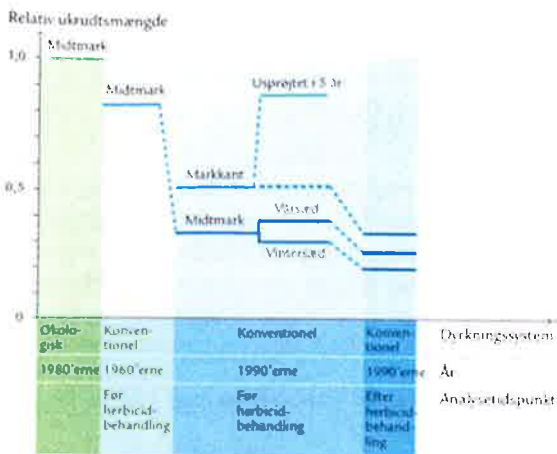 Relativ ukrudtsmængde
Midtmark
1,0
Midtmark
Usprøjtet i 5 år
Markkant
0,5
Vårsæd
Midtmark
Vintersæd
0
Økolo-
gisk
Konven-
tionel
Konventionel
Konven-
tionel
Dyrkningssystem
1980'erne
1960'erne
1990'erne
1990'erne
År
Før
herbicid-
behandling
Før
herbicid-
behandling
Efter
herbicid-
behand-
ling
Analysetidspunkt